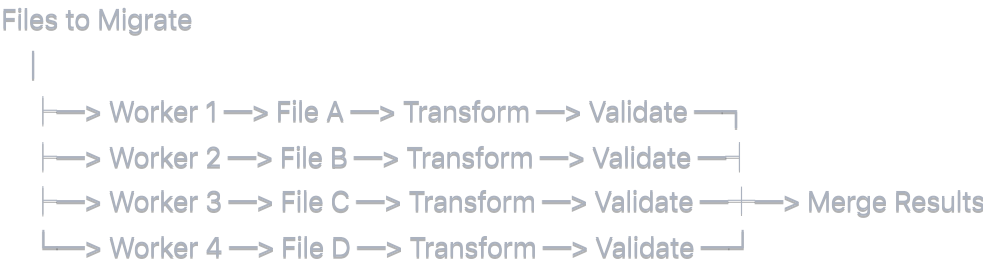 Files to Migrate
│
├──> Worker 1 ──> File A ──> Transform ──> Validate ──┐
├──> Worker 2 ──> File B ──> Transform ──> Validate ──┤
├──> Worker 3 ──> File C ──> Transform ──> Validate ──┼──> Merge Results
└──> Worker 4 ──> File D ──> Transform ──> Validate ──┘